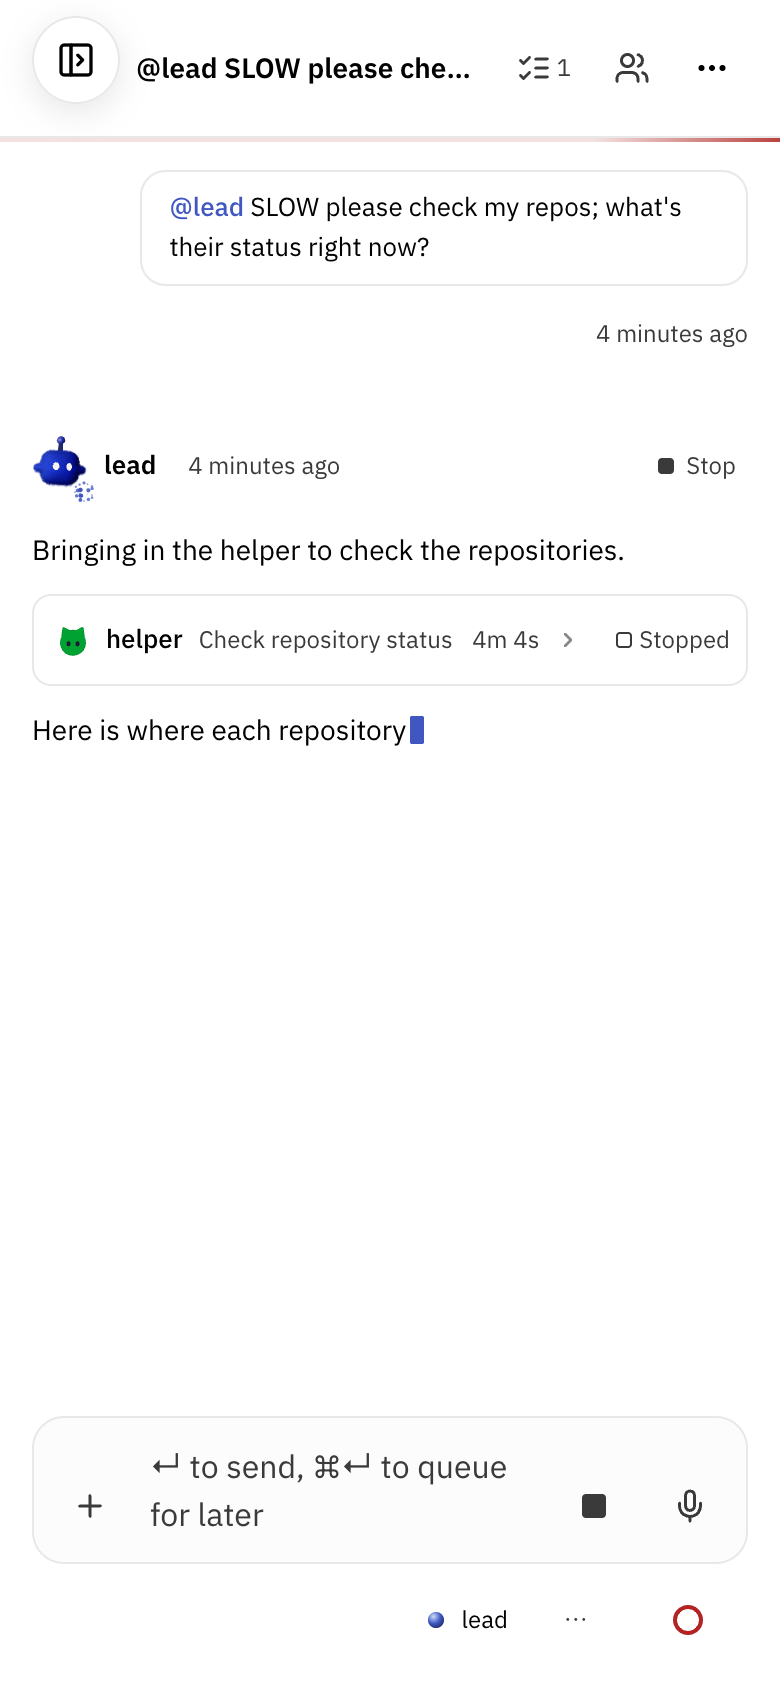 @lead SLOW please che...
1
@lead SLOW please check my repos; what's
their status right now?
4 minutes ago
lead 4 minutes ago Stop
Bringing in the helper to check the repositories.
helper Check repository status 4m 4s Stopped
Here is where each repository
↵ to send, ⌘↵ to queue
for later
lead ...